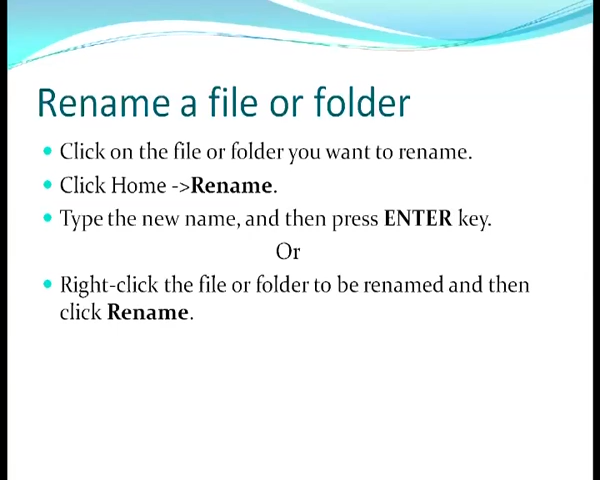 Rename a file or folder
• Click on the file or folder you want to rename.
• Click Home ->Rename.
• Type the new name, and then press ENTER key.
Or
• Right-click the file or folder to be renamed and then
click Rename.